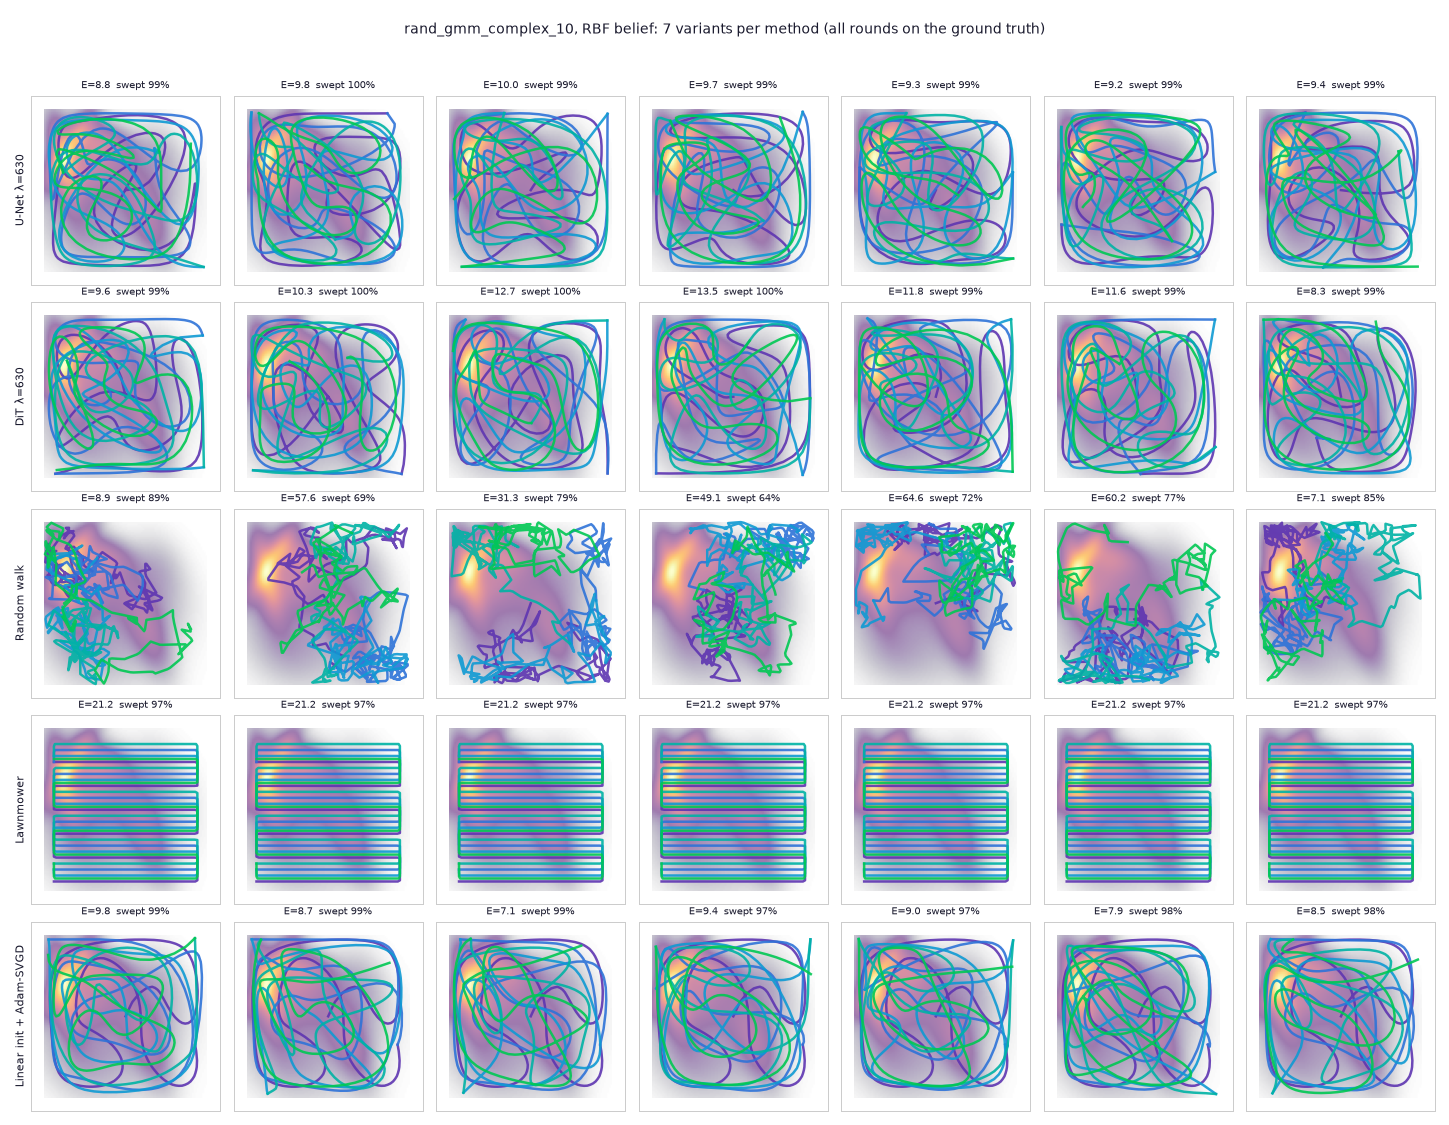 rand_gmm_complex_10, RBF belief: 7 variants per method (all rounds on the ground truth)
E=8.8 swept 99% E=9.8 swept 100% E=10.0 swept 99% E=9.7 swept 99% E=9.3 swept 99% E=9.2 swept 99% E=9.4 swept 99%
U-Net λ=630
E=9.6 swept 99% E=10.3 swept 100% E=12.7 swept 100% E=13.5 swept 100% E=11.8 swept 99% E=11.6 swept 99% E=8.3 swept 99%
DiT λ=630
E=8.9 swept 89% E=57.6 swept 69% E=31.3 swept 79% E=49.1 swept 64% E=64.6 swept 72% E=60.2 swept 77% E=7.1 swept 85%
Random walk
E=21.2 swept 97% E=21.2 swept 97% E=21.2 swept 97% E=21.2 swept 97% E=21.2 swept 97% E=21.2 swept 97% E=21.2 swept 97%
Lawnmower
E=9.8 swept 99% E=8.7 swept 99% E=7.1 swept 99% E=9.4 swept 97% E=9.0 swept 97% E=7.9 swept 98% E=8.5 swept 98%
Linear init + Adam-SVGD